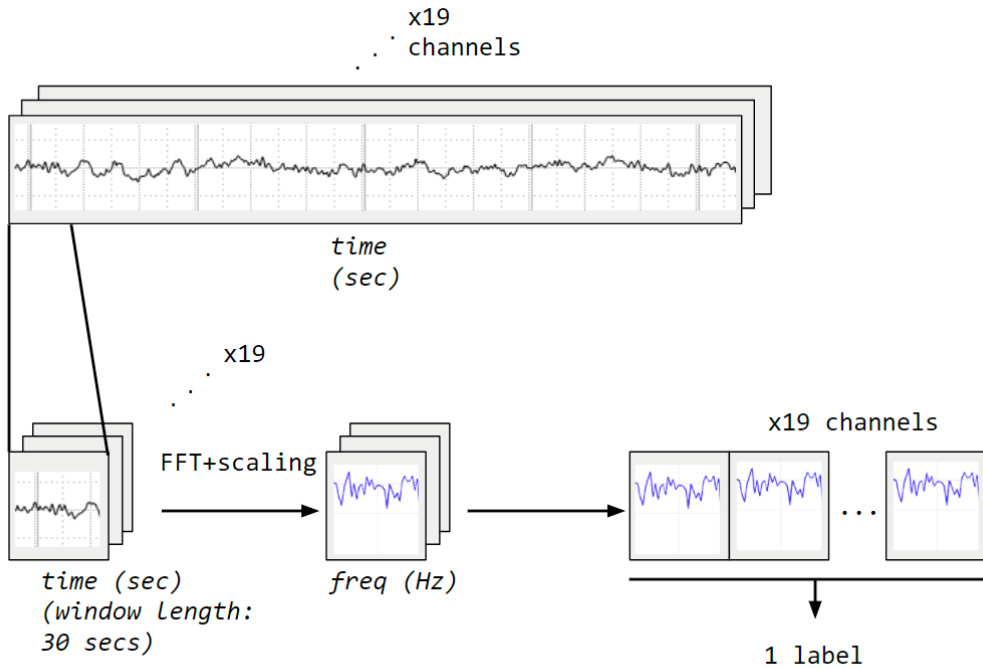 x19
channels
time
(sec)
x19
x19 channels
FFT+scaling
...
time (sec)
(window length:
30 secs)
freq (Hz)
1 label